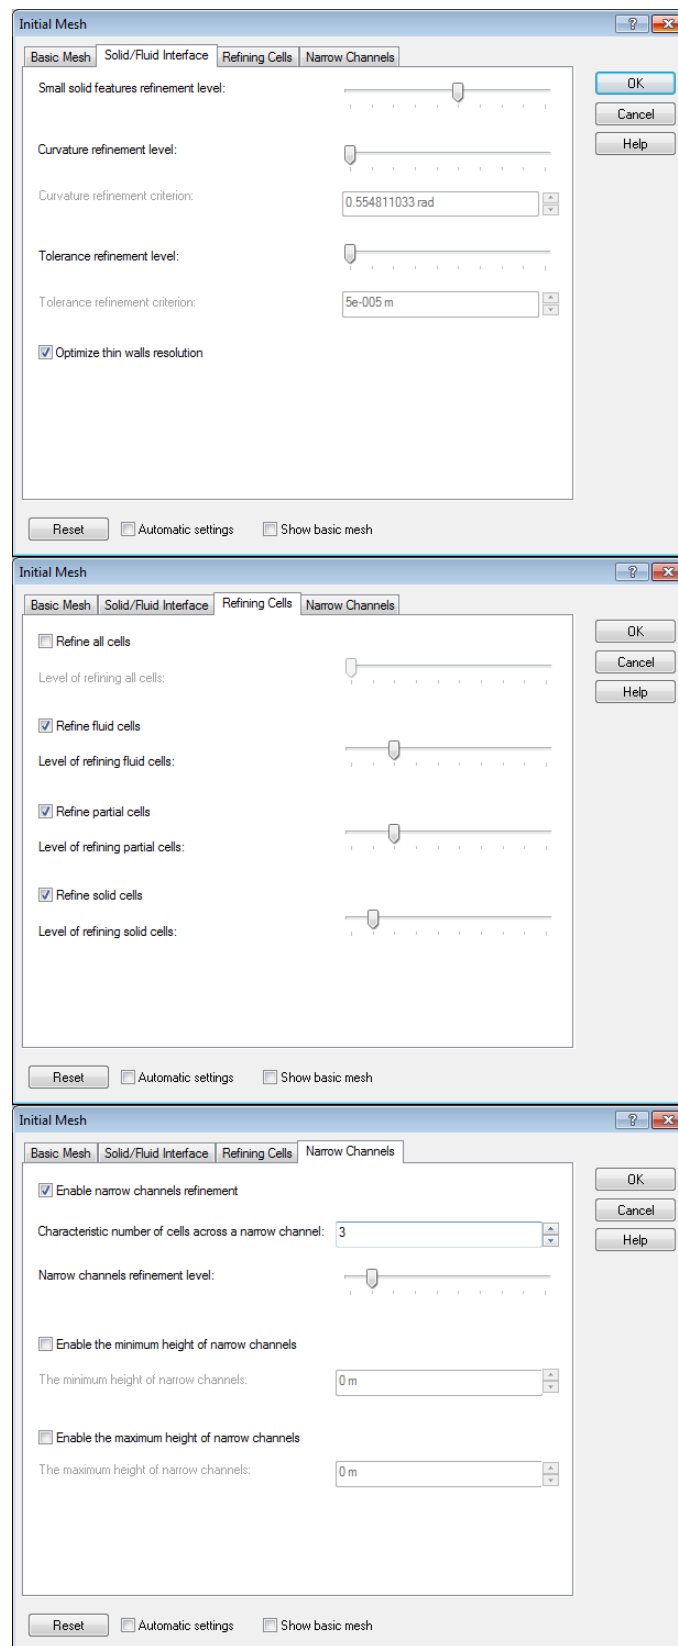 Initial Mesh
?
Basic Mesh Solid/Fluid Interface Refining Cells Narrow Channels
Small solid features refinement level:
OK
Cancel
Help
Curvature refinement level:
Curvature refinement criterion: 0.554811033 rad
Tolerance refinement level:
Tolerance refinement criterion: 5e-005 m
Optimize thin walls resolution
Reset Automatic settings Show basic mesh
Initial Mesh
?
Basic Mesh Solid/Fluid Interface Refining Cells Narrow Channels
Refine all cells
OK
Cancel
Help
Level of refining all cells:
Refine fluid cells
Level of refining fluid cells:
Refine partial cells
Level of refining partial cells:
Refine solid cells
Level of refining solid cells:
Reset Automatic settings Show basic mesh
Initial Mesh
?
Basic Mesh Solid/Fluid Interface Refining Cells Narrow Channels
Enable narrow channels refinement
OK
Cancel
Help
Characteristic number of cells across a narrow channel: 3
Narrow channels refinement level:
Enable the minimum height of narrow channels
The minimum height of narrow channels: 0 m
Enable the maximum height of narrow channels
The maximum height of narrow channels: 0 m
Reset Automatic settings Show basic mesh